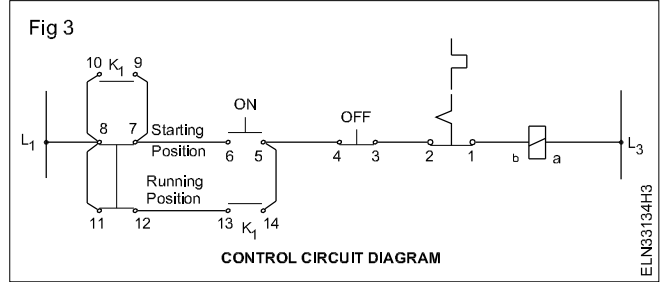 Fig 3
10 K1 9
8 7 Starting
Position
ON
6 5
OFF
4 3
2 1
b a
L1
L3
Running
Position
11 12 13 K1 14
CONTROL CIRCUIT DIAGRAM
ELN33134H3